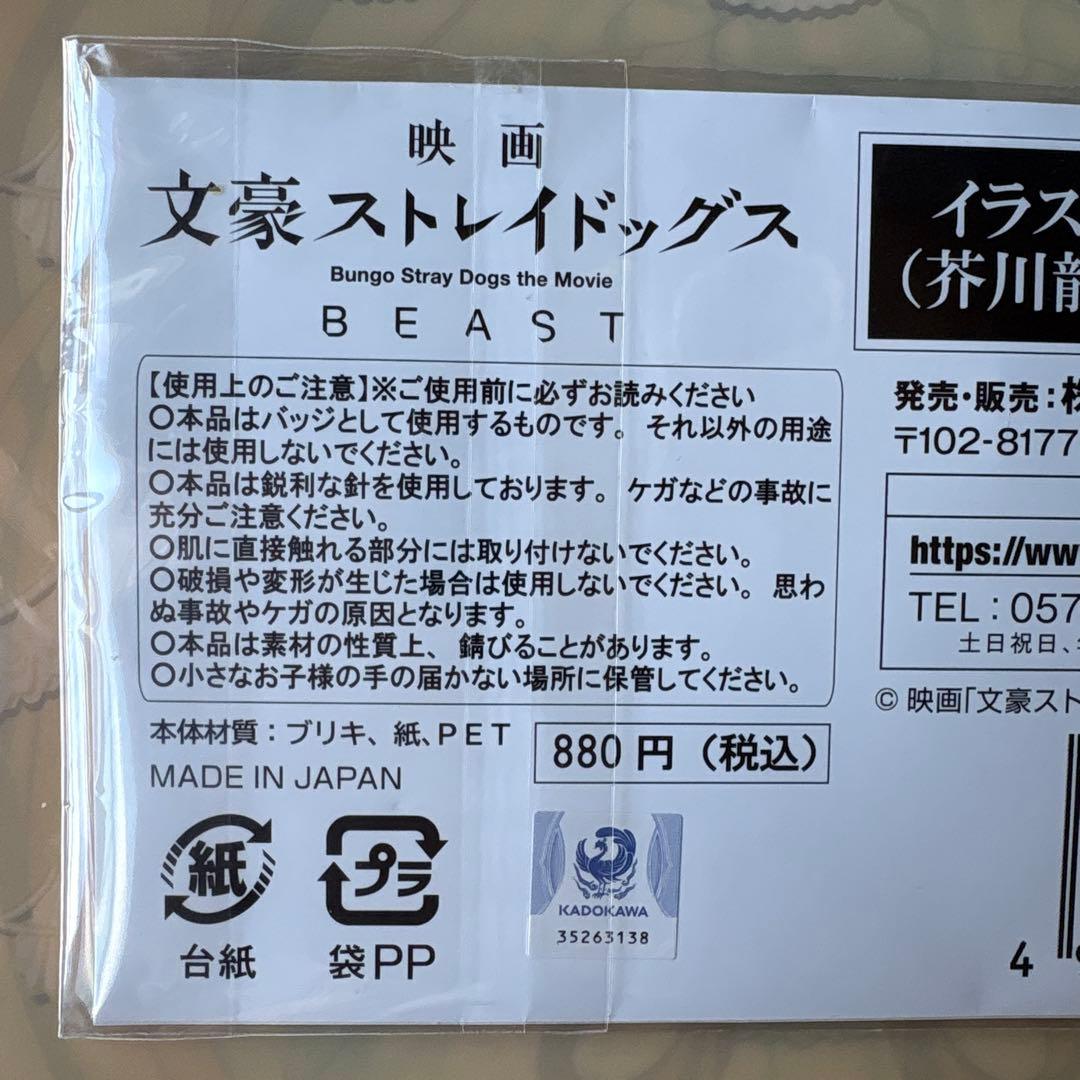 映画
文豪ストレイドッグス
Bungo Stray Dogs the Movie
BEAST
【使用上のご注意】※ご使用前に必ずお読みください
○本品はバッジとして使用するものです。それ以外の用途
には使用しないでください。
○本品は鋭利な針を使用しております。ケガなどの事故に
充分ご注意ください。
○肌に直接触れる部分には取り付けないでください。
○破損や変形が生じた場合は使用しないでください。思わ
ぬ事故やケガの原因となります。
○本品は素材の性質上、錆びることがあります。
○小さなお子様の手の届かない場所に保管してください。
本体材質：ブリキ、紙、PET
MADE IN JAPAN
880円（税込）
紙
台紙
プラ
袋PP
KADOKAWA
35263138
イラス
（芥川龍
発売・販売：株
〒102-8177
https://ww
TEL：057
土日祝日、
© 映画「文豪スト
4